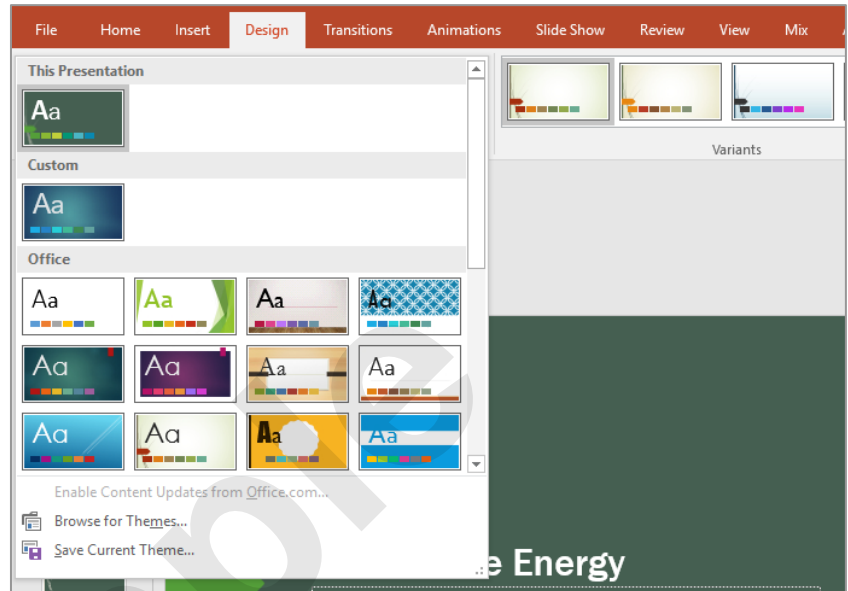 File Home Insert Design Transitions Animations Slide Show Review View Mix
This Presentation
Aa
Custom
Aa
Variants
Office
Aa Aa Aa Aa
Aa Aa Aa Aa
Aa Aa Aa Aa
Enable Content Updates from Office.com...
Browse for Themes...
Save Current Theme...
e Energy